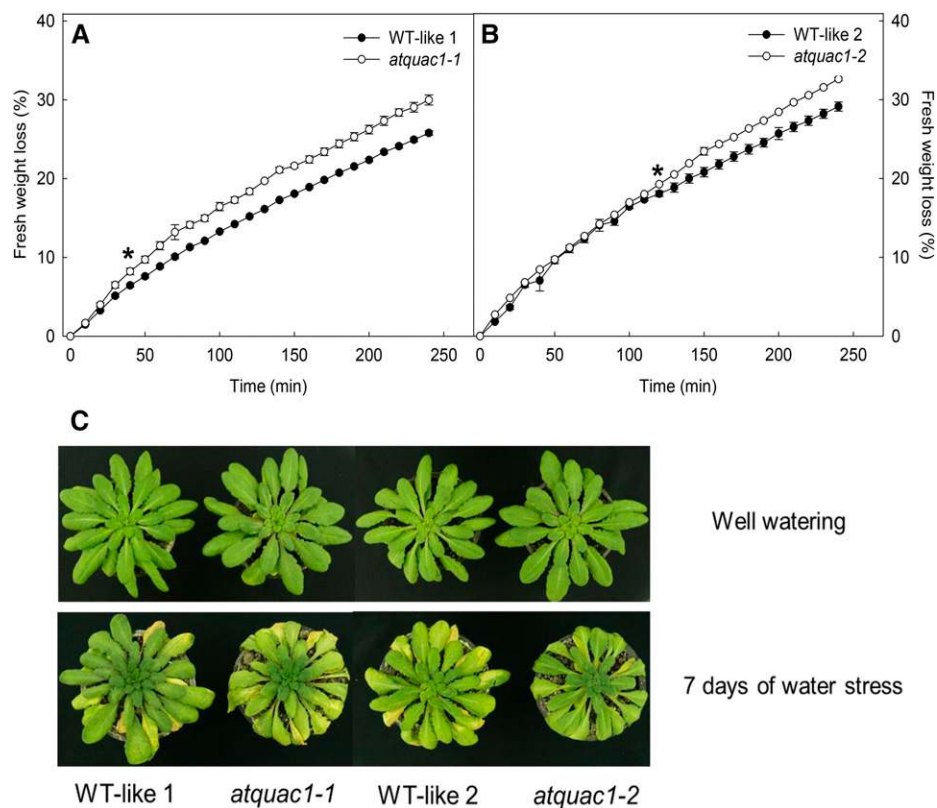 A
WT-like 1
atquac1-1
Fresh weight loss (%)
40
30
20
10
0
*
0 50 100 150 200 250
Time (min)
B
WT-like 2
atquac1-2
*
40
30
20
10
0
Fresh weight loss (%)
0 50 100 150 200 250
Time (min)
C
Well watering
7 days of water stress
WT-like 1 atquac1-1 WT-like 2 atquac1-2